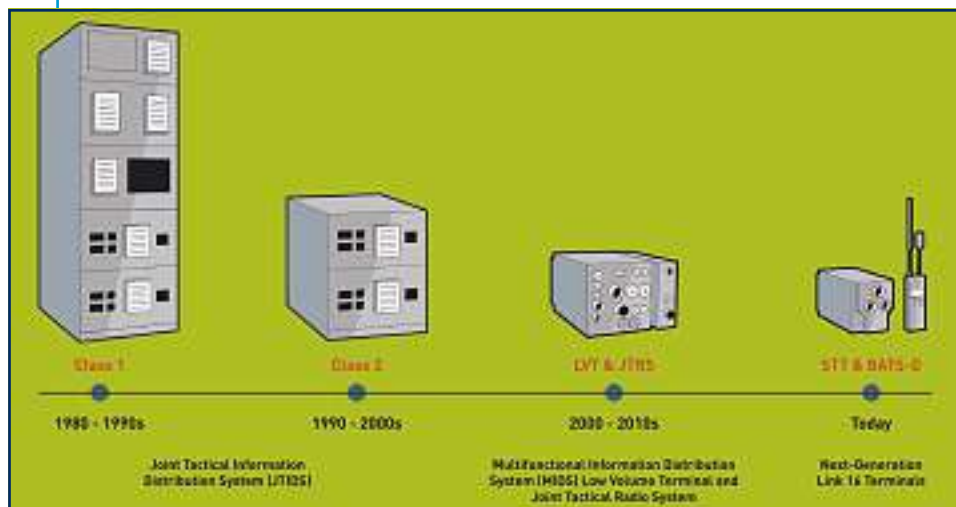 Class 1
Class 2
LVT & JTRS
STT & BATS-D
1980 - 1990s
1990 - 2000s
2000 - 2010s
Today
Joint Tactical Information
Distribution System (JTIDS)
Multifunctional Information Distribution
System (MIDS) Low Volume Terminal and
Joint Tactical Radio System
Next-Generation
Link 16 Terminals